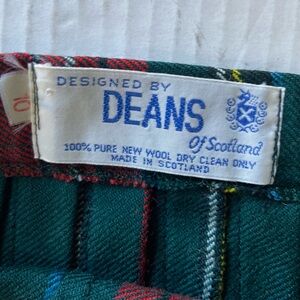 DESIGNED BY
DEANS
Of Scotland
100% PURE NEW WOOL DRY CLEAN ONLY
MADE IN SCOTLAND